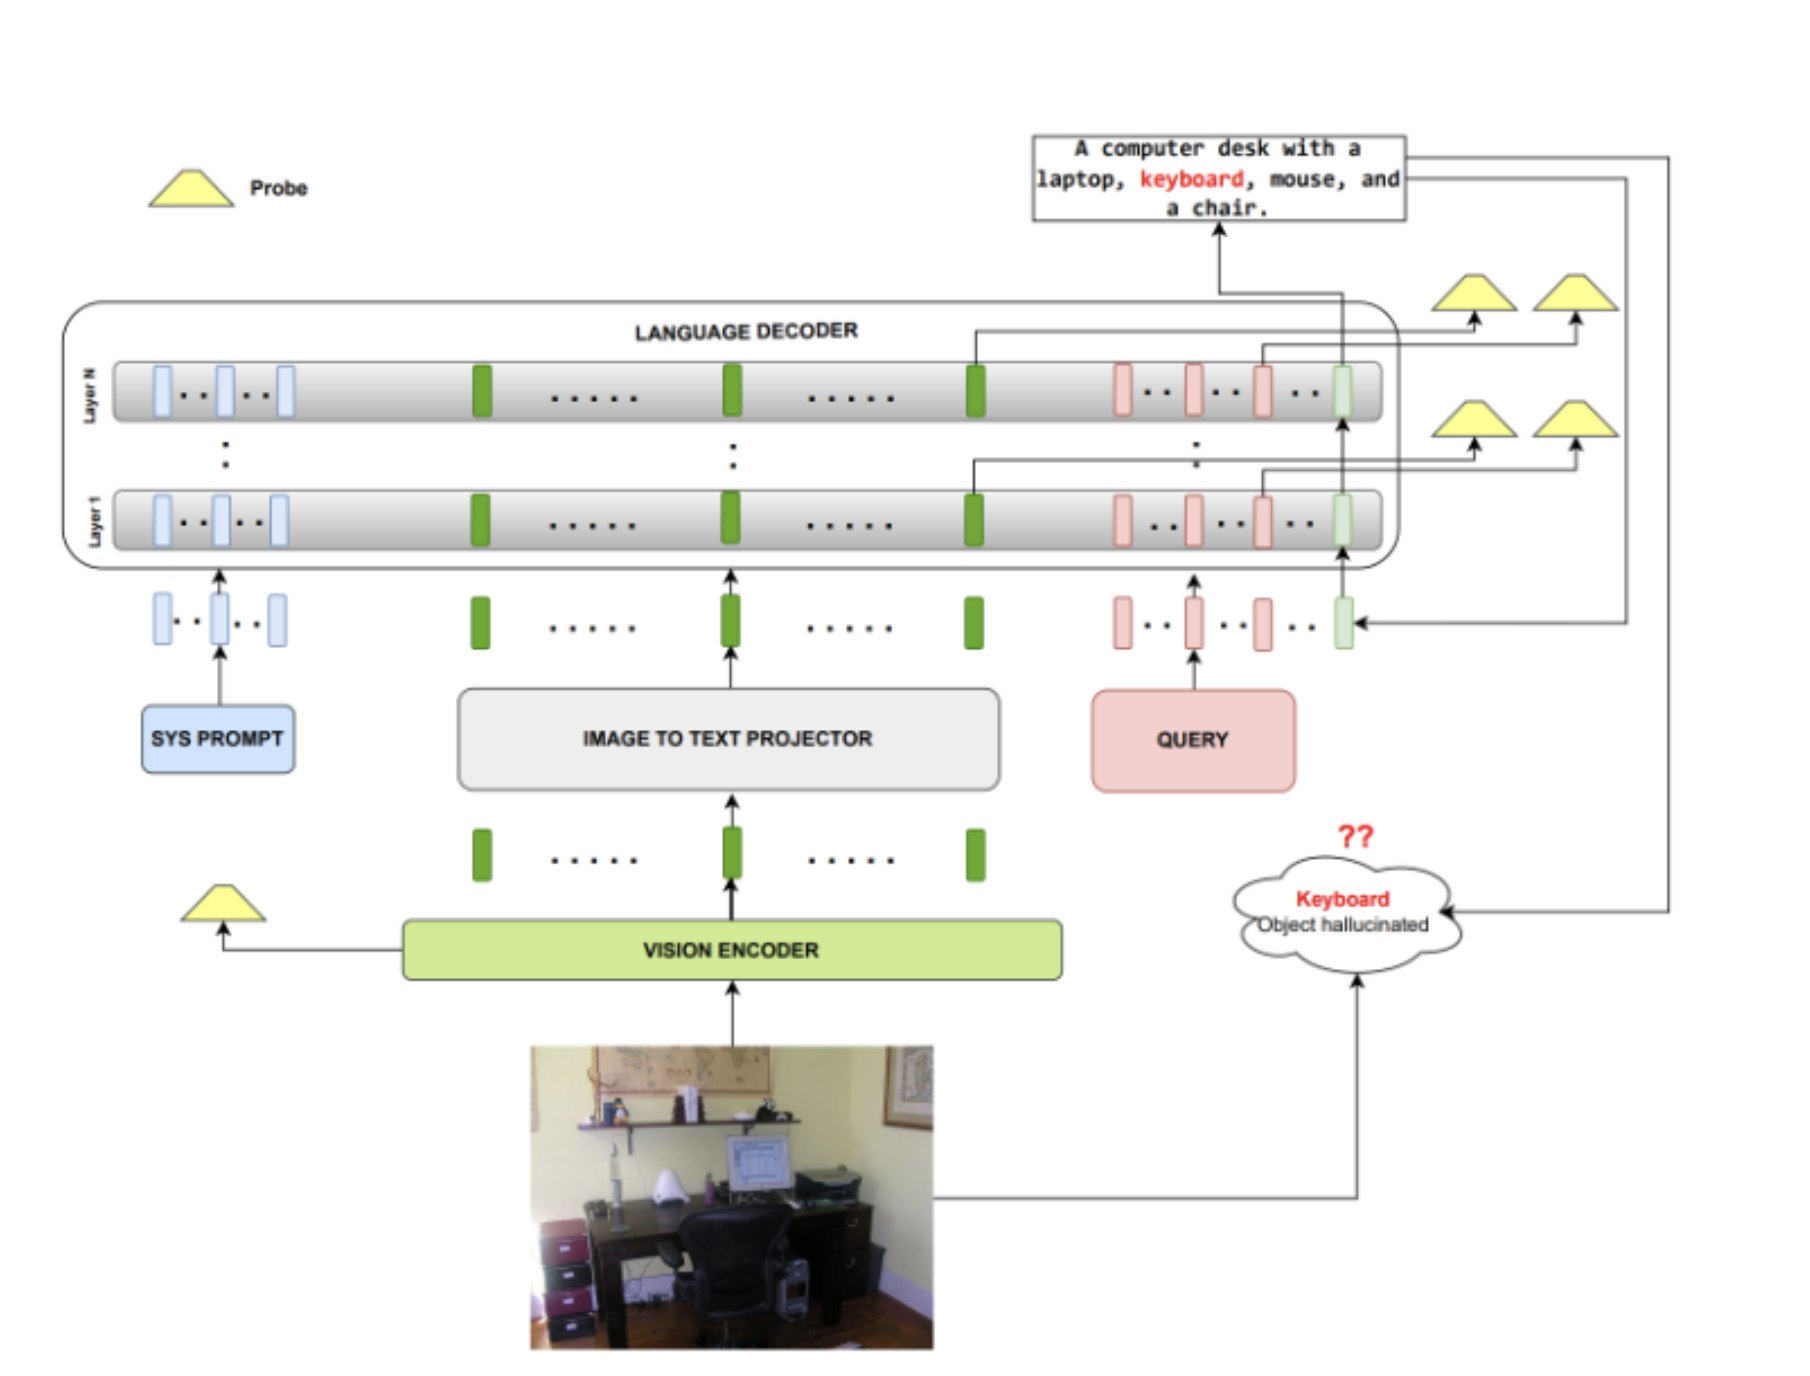 Probe
A computer desk with a
laptop, keyboard, mouse, and
a chair.
LANGUAGE DECODER
Layer N
Layer 1
SYS PROMPT
IMAGE TO TEXT PROJECTOR
QUERY
??
Keyboard
Object hallucinated
VISION ENCODER